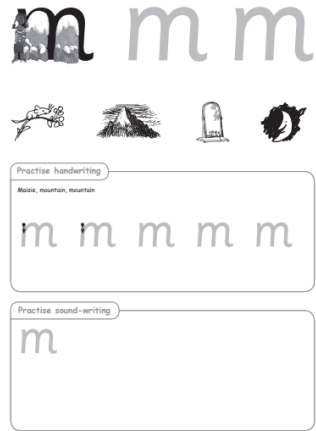 m m m
Practise handwriting
Maisie, mountain, mountain
m m m m m
Practise sound-writing
m